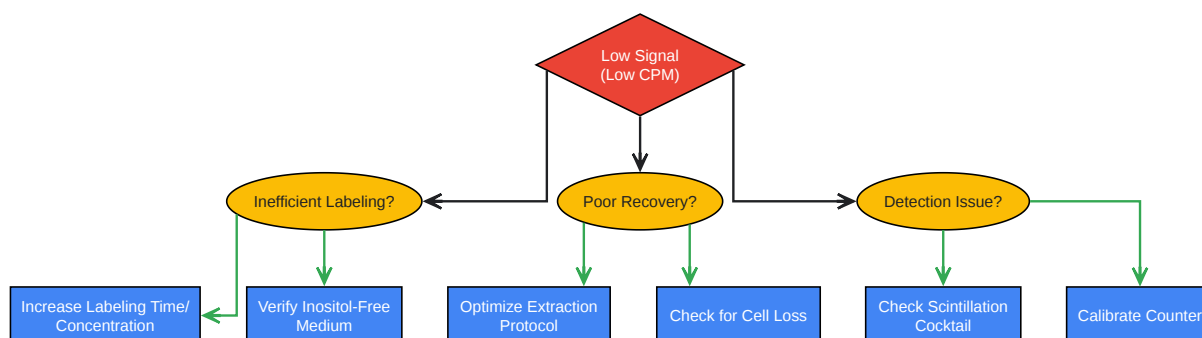 Low Signal
(Low CPM)
Inefficient Labeling?
Poor Recovery?
Detection Issue?
Increase Labeling Time/
Concentration
Verify Inositol-Free
Medium
Optimize Extraction
Protocol
Check for Cell Loss
Check Scintillation
Cocktail
Calibrate Counter